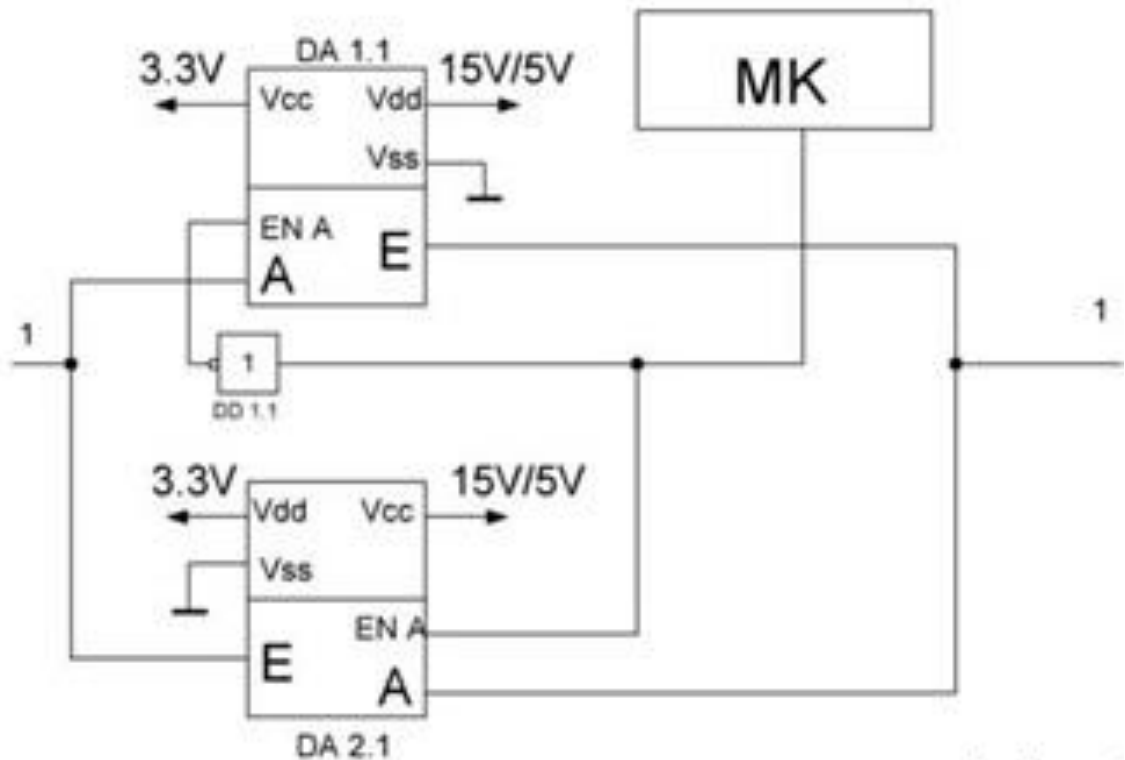 DA 1.1
3.3V
15V/5V
Vcc
Vdd
Vss
EN A
A
E
MK
1
1
1
DD 1.1
3.3V
15V/5V
Vdd
Vcc
Vss
EN A
E
A
DA 2.1